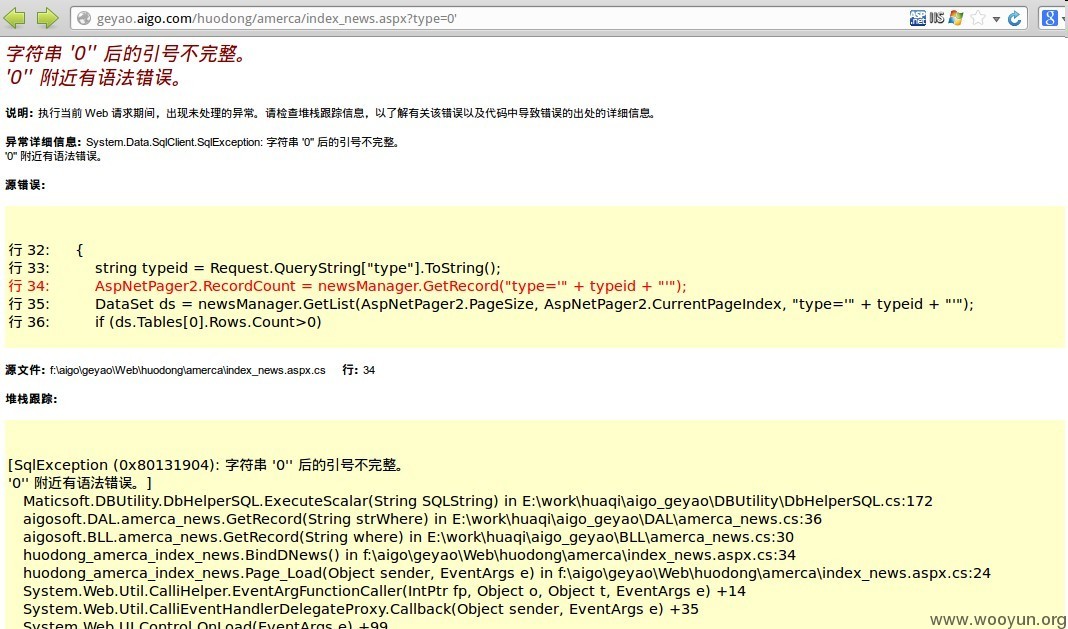 geyao.aigo.com/huodong/amerca/index_news.aspx?type=0'
字符串 '0'' 后的引号不完整。
'0'' 附近有语法错误。
说明: 执行当前 Web 请求期间，出现未处理的异常。请检查堆栈跟踪信息，以了解有关该错误以及代码中导致错误的出处的详细信息。
异常详细信息: System.Data.SqlClient.SqlException: 字符串 '0'' 后的引号不完整。
'0'' 附近有语法错误。
源错误:
行 32: {
行 33: string typeid = Request.QueryString["type"].ToString();
行 34: AspNetPager2.RecordCount = newsManager.GetRecord("type='" + typeid + "'");
行 35: DataSet ds = newsManager.GetList(AspNetPager2.PageSize, AspNetPager2.CurrentPageIndex, "type='" + typeid + "'");
行 36: if (ds.Tables[0].Rows.Count>0)
源文件: f:\aigo\geyao\Web\huodong\amerca\index_news.aspx.cs 行: 34
堆栈跟踪:
[SqlException (0x80131904): 字符串 '0'' 后的引号不完整。
'0'' 附近有语法错误。]
Maticsoft.DBUtility.DbHelperSQL.ExecuteScalar(String SQLString) in E:\work\huaqi\aigo_geyao\DBUtility\DbHelperSQL.cs:172
aigosoft.DAL.amerca_news.GetRecord(String strWhere) in E:\work\huaqi\aigo_geyao\DAL\amerca_news.cs:36
aigosoft.BLL.amerca_news.GetRecord(String where) in E:\work\huaqi\aigo_geyao\BLL\amerca_news.cs:30
huodong_amerca_index_news.BindDNews() in f:\aigo\geyao\Web\huodong\amerca\index_news.aspx.cs:34
huodong_amerca_index_news.Page_Load(Object sender, EventArgs e) in f:\aigo\geyao\Web\huodong\amerca\index_news.aspx.cs:24
System.Web.Util.CalliHelper.EventArgFunctionCaller(IntPtr fp, Object o, Object t, EventArgs e) +14
System.Web.Util.CalliEventHandlerDelegateProxy.Callback(Object sender, EventArgs e) +35
System.Web.UI.Control.OnLoad(EventArgs e) +99
www.wooyun.org